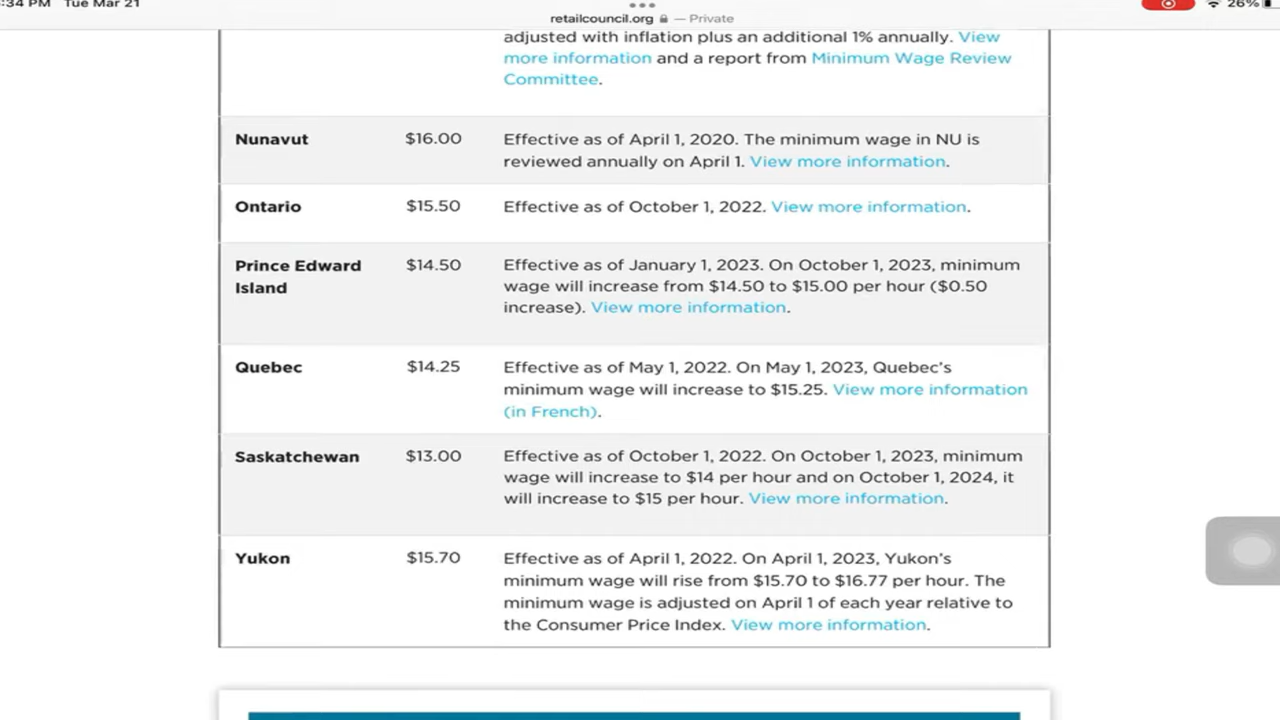 :34 PM Tue Mar 21
26%
retailcouncil.org — Private
adjusted with inflation plus an additional 1% annually. View
more information and a report from Minimum Wage Review
Committee.
Nunavut $16.00 Effective as of April 1, 2020. The minimum wage in NU is
reviewed annually on April 1. View more information.
Ontario $15.50 Effective as of October 1, 2022. View more information.
Prince Edward $14.50 Effective as of January 1, 2023. On October 1, 2023, minimum
Island wage will increase from $14.50 to $15.00 per hour ($0.50
increase). View more information.
Quebec $14.25 Effective as of May 1, 2022. On May 1, 2023, Quebec's
minimum wage will increase to $15.25. View more information
(in French).
Saskatchewan $13.00 Effective as of October 1, 2022. On October 1, 2023, minimum
wage will increase to $14 per hour and on October 1, 2024, it
will increase to $15 per hour. View more information.
Yukon $15.70 Effective as of April 1, 2022. On April 1, 2023, Yukon's
minimum wage will rise from $15.70 to $16.77 per hour. The
minimum wage is adjusted on April 1 of each year relative to
the Consumer Price Index. View more information.